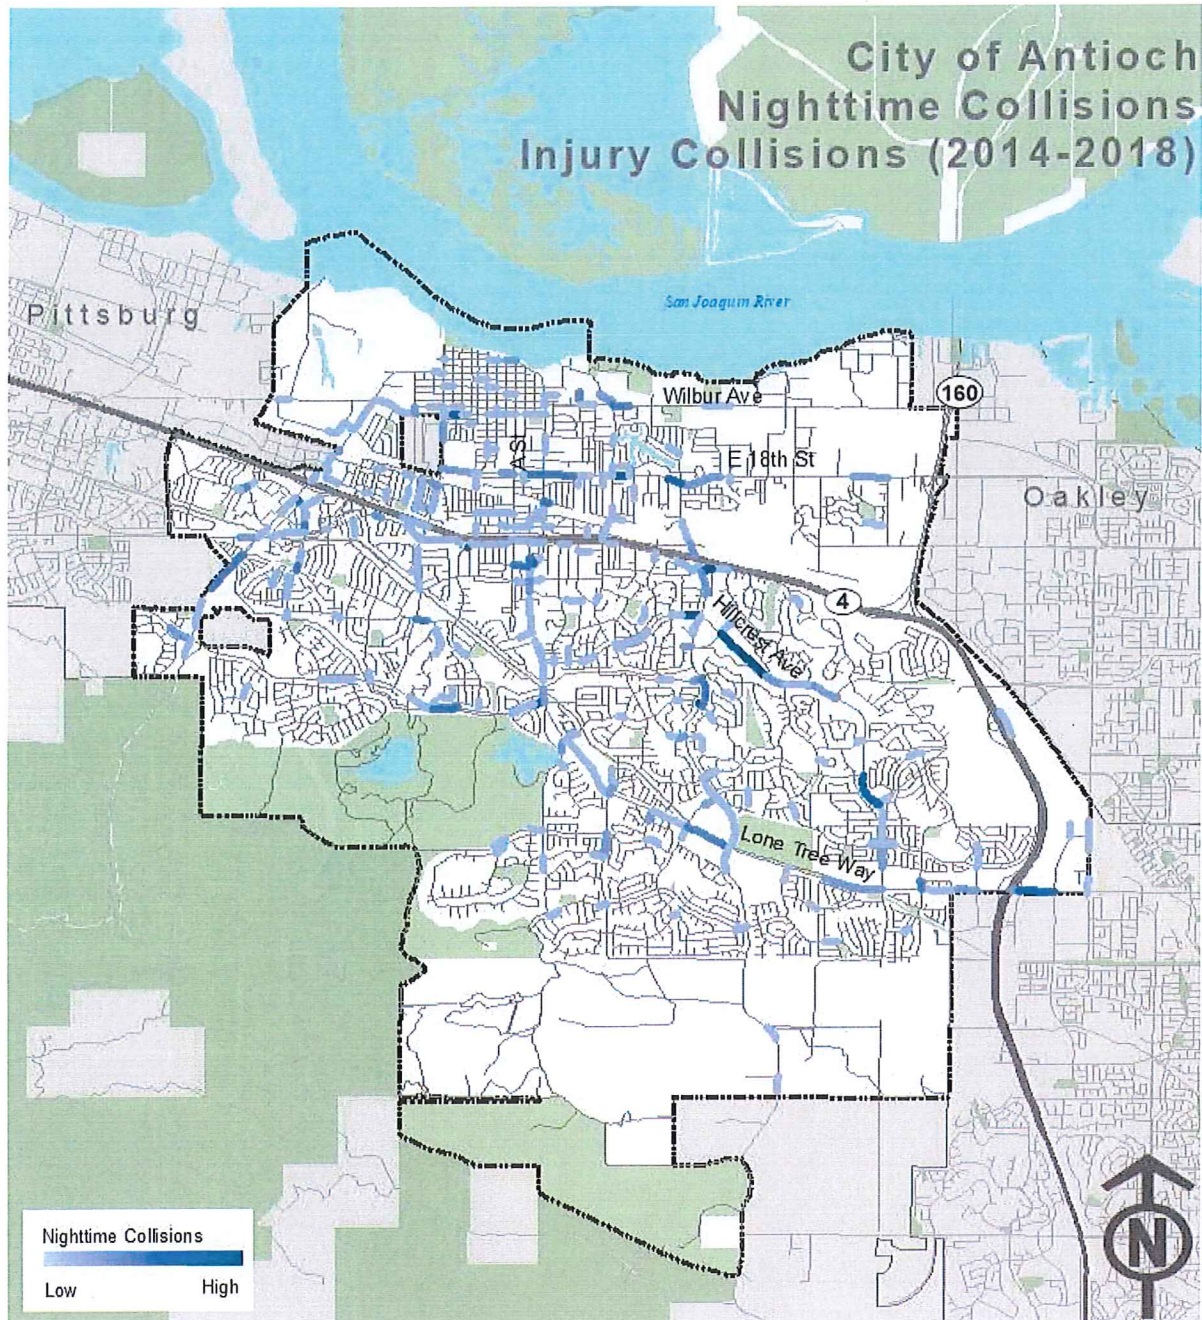 City of Antioch
Nighttime Collisions
Injury Collisions (2014-2018)
San Joaquin River
Pittsburg
Wilbur Ave
160
A St
E 18th St
Oakley
4
Hillcrest Ave
Lone Tree Way
Nighttime Collisions
Low
High
N